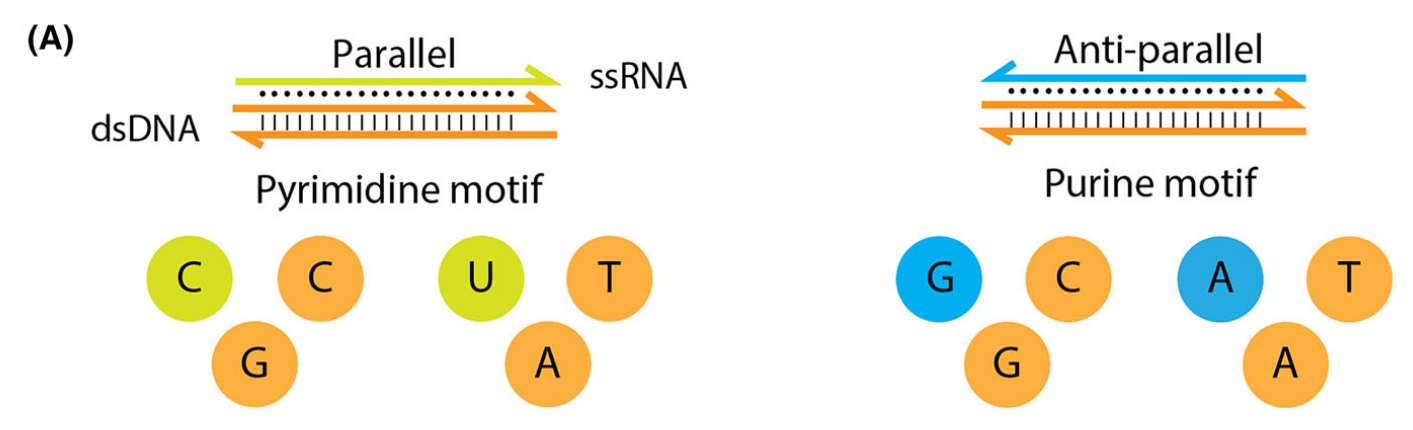 (A)
Parallel
ssRNA
dsDNA
Pyrimidine motif
C C U T
G A
Anti-parallel
Purine motif
G C A T
G A